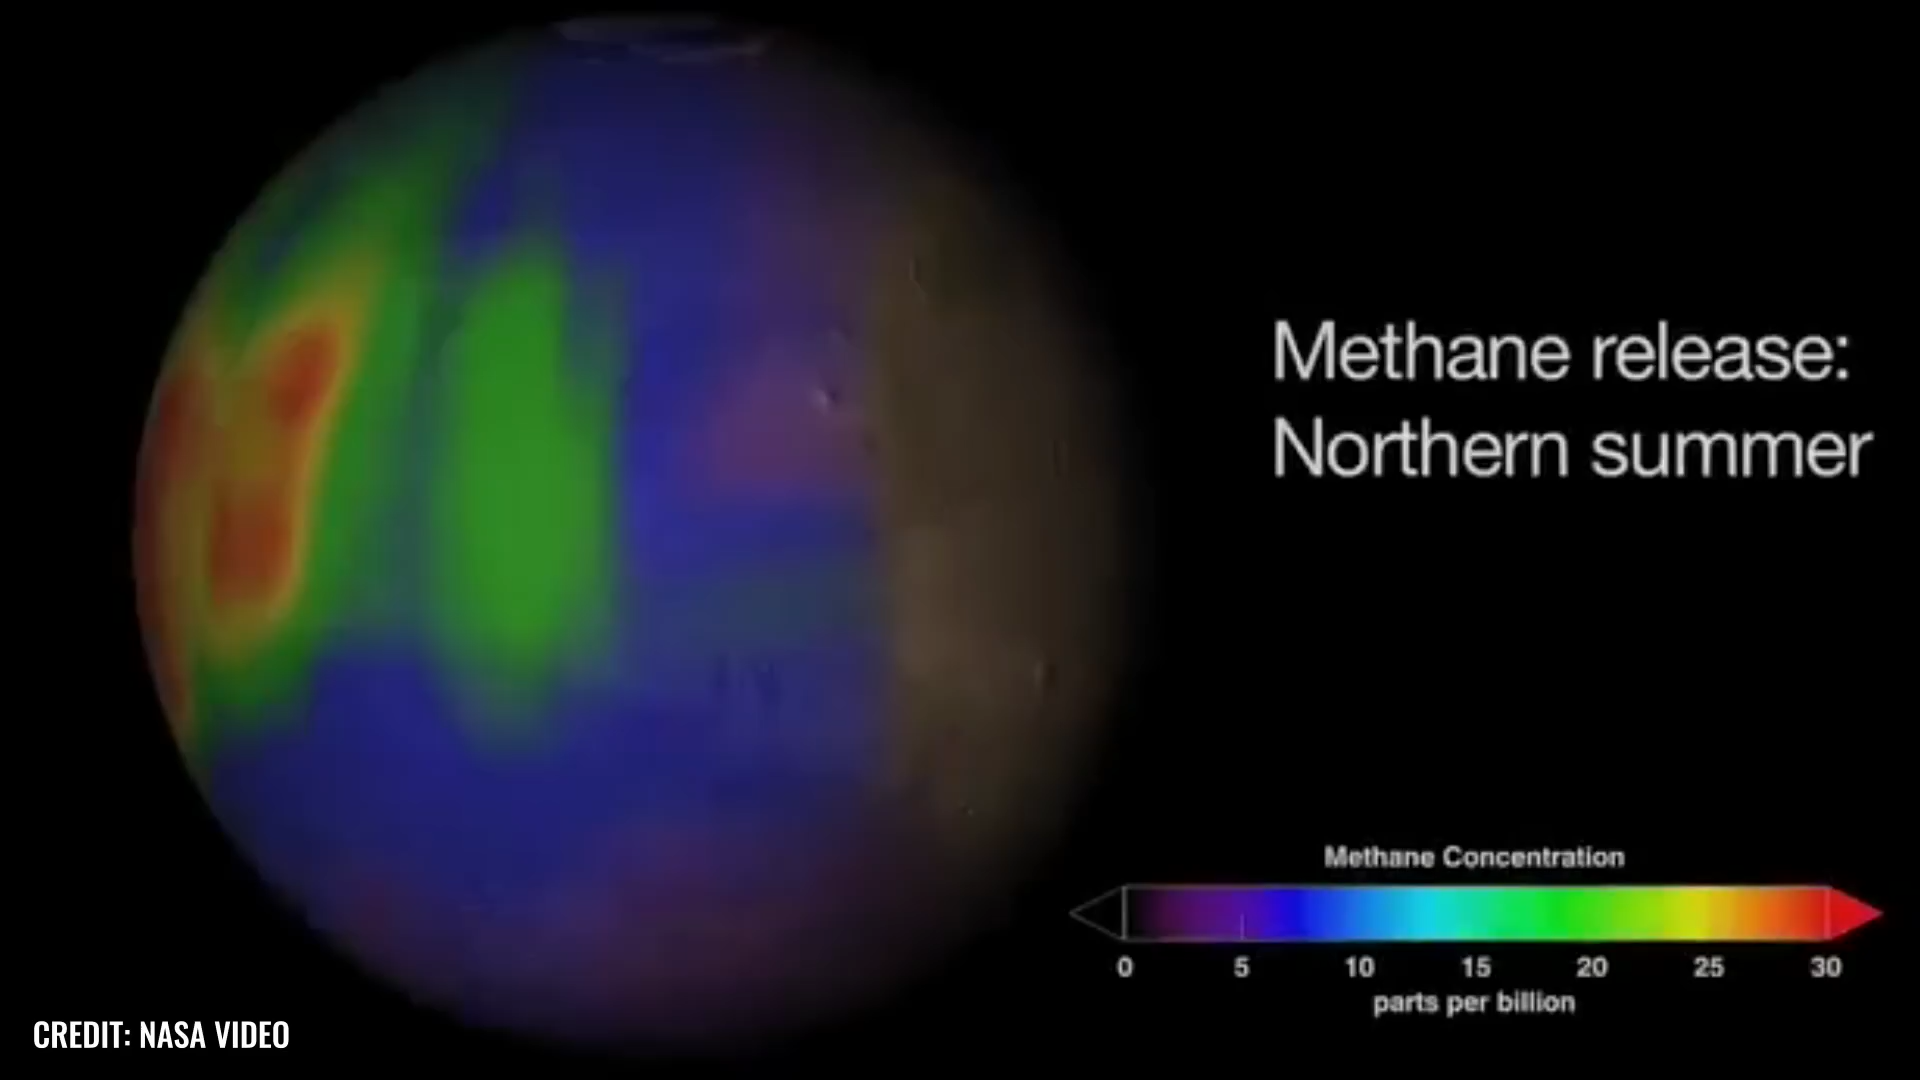 Methane release:
Northern summer
Methane Concentration
0 5 10 15 20 25 30
parts per billion
CREDIT: NASA VIDEO